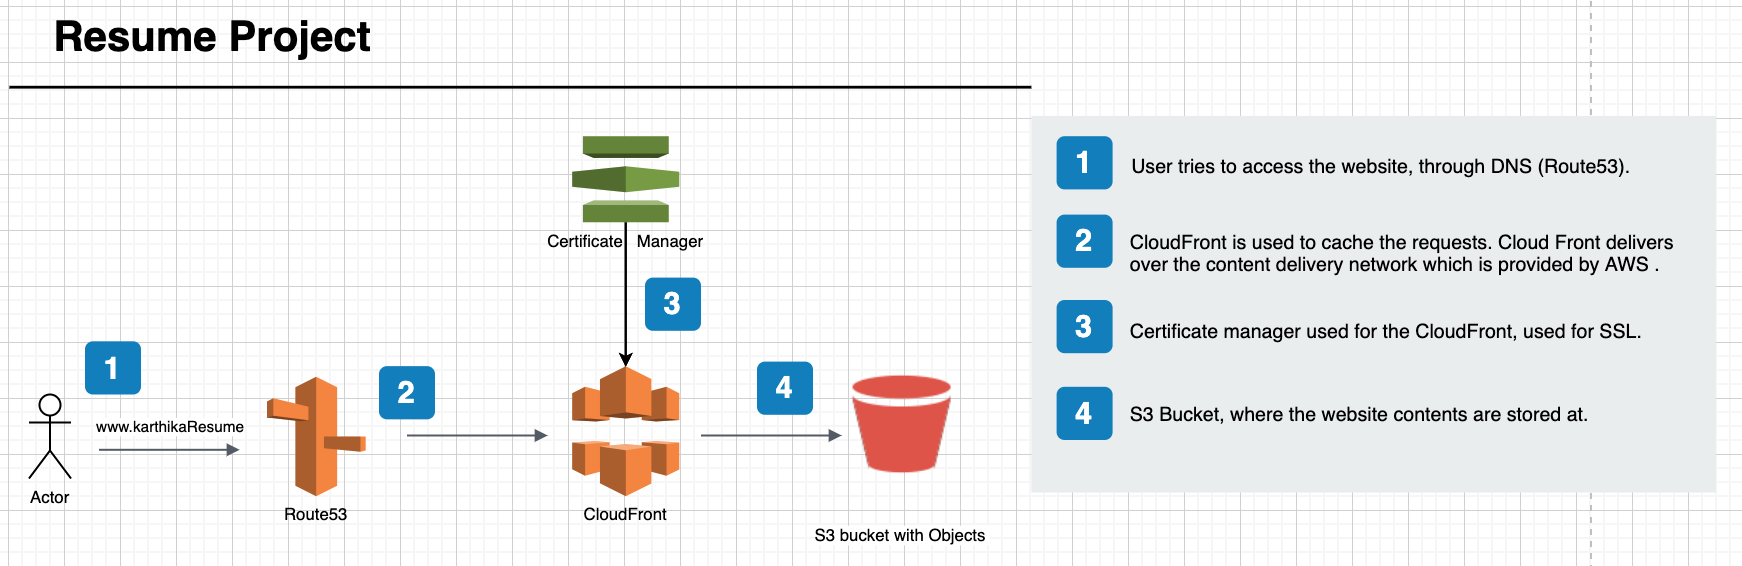 Resume Project
Certificate Manager
3
1
www.karthikaResume
Actor
Route53
2
CloudFront
4
S3 bucket with Objects
1
User tries to access the website, through DNS (Route53).
2
CloudFront is used to cache the requests. Cloud Front delivers
over the content delivery network which is provided by AWS .
3
Certificate manager used for the CloudFront, used for SSL.
4
S3 Bucket, where the website contents are stored at.